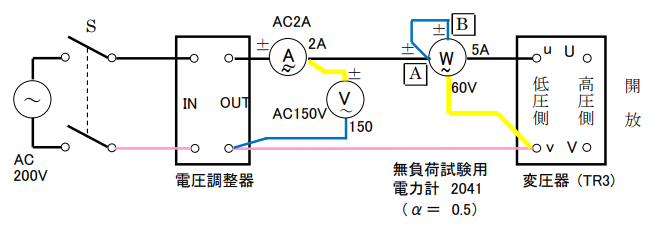 S
AC2A
B
±
±
2A
±
A
±
A
W
5A
u
U
~
~
60V
IN
OUT
AC150V
V
~
150
~
低圧側
高圧側
開放
v
V
AC
200V
電圧調整器
無負荷試験用
電力計 2041
(α= 0.5)
変圧器 (TR3)